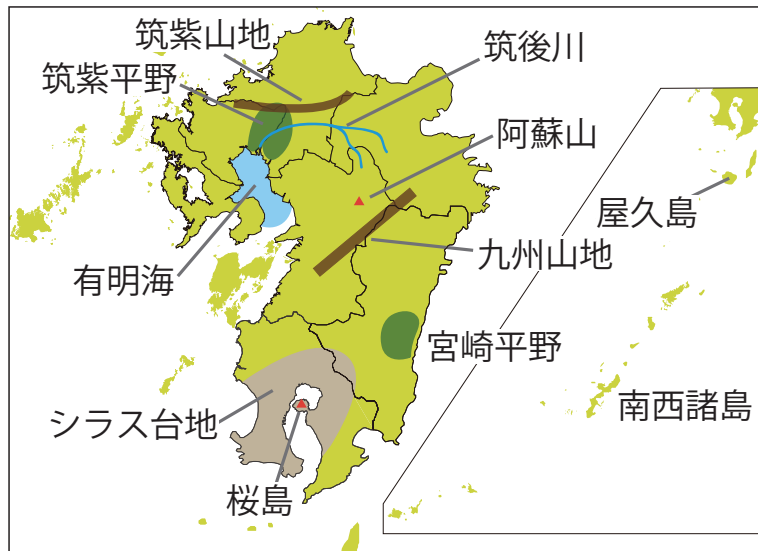 筑紫山地
筑紫平野
筑後川
阿蘇山
屋久島
九州山地
有明海
宮崎平野
南西諸島
シラス台地
桜島